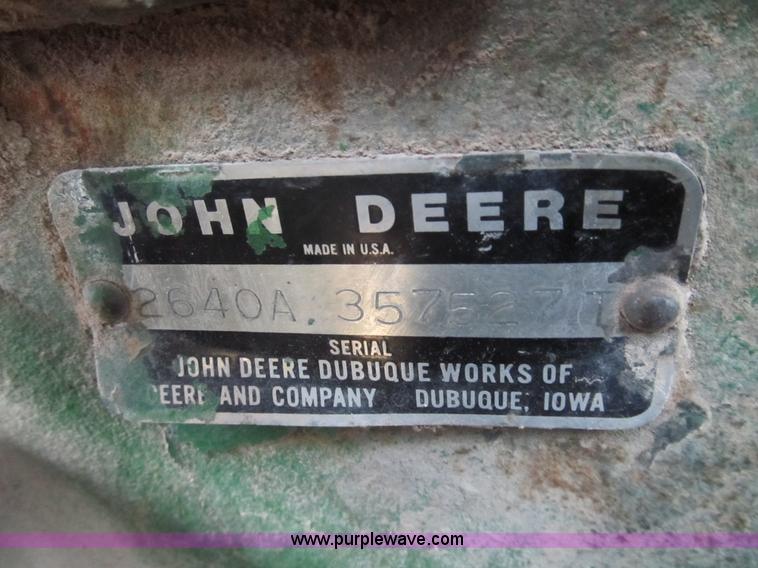 JOHN DEERE
MADE IN U.S.A.
2640A 357527T
SERIAL
JOHN DEERE DUBUQUE WORKS OF
DEERE AND COMPANY DUBUQUE, IOWA
www.purplewave.com